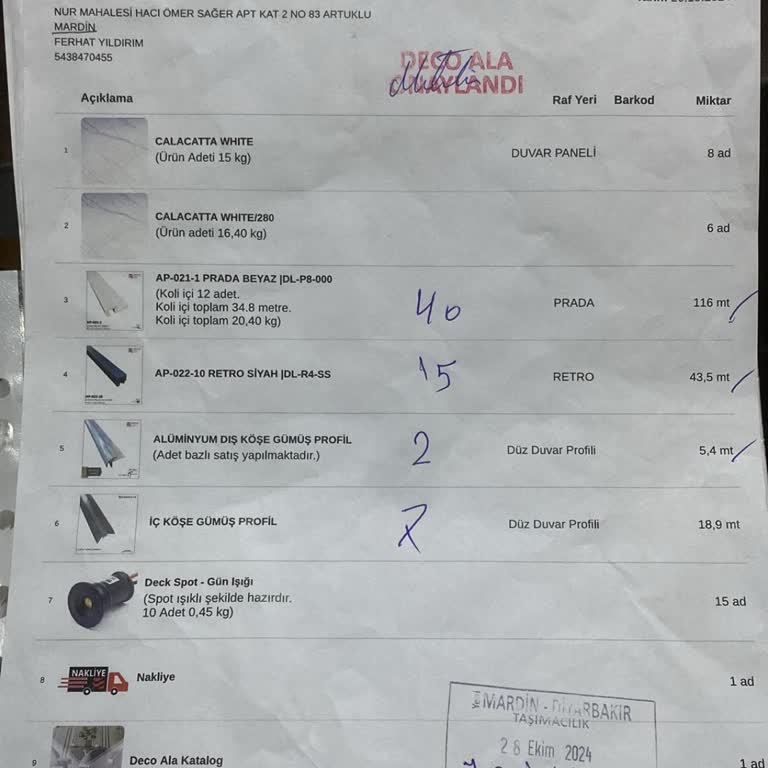 NUR MAHALESİ HACI ÖMER SAĞER APT KAT 2 NO 83 ARTUKLU
MARDİN
FERHAT YILDIRIM
5438470455
DECO ALA
ONAYLANDI
Açıklama Raf Yeri Barkod Miktar
1 CALACATTA WHITE
(Ürün Adeti 15 kg) DUVAR PANELİ 8 ad
2 CALACATTA WHITE/280
(Ürün adeti 16,40 kg) 6 ad
3 AP-021-1 PRADA BEYAZ |DL-P8-000
(Koli içi 12 adet.
Koli içi toplam 34.8 metre.
Koli içi toplam 20,40 kg) 40 PRADA 116 mt
4 AP-022-10 RETRO SİYAH |DL-R4-SS 15 RETRO 43,5 mt
5 ALÜMİNYUM DIŞ KÖŞE GÜMÜŞ PROFİL
(Adet bazlı satış yapılmaktadır.) 2 Düz Duvar Profili 5,4 mt
6 İÇ KÖŞE GÜMÜŞ PROFİL 7 Düz Duvar Profili 18,9 mt
7 Deck Spot - Gün Işığı
(Spot ışıklı şekilde hazırdır.
10 Adet 0,45 kg) 15 ad
8 NAKLİYE Nakliye 1 ad
MARDİN - DİYARBAKIR
TAŞIMACILIK
28 Ekim 2024
9 Deco Ala Katalog 1 ad